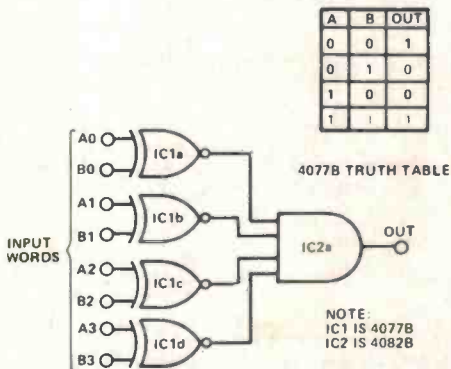 A B OUT
0 0 1
0 1 0
1 0 0
1 1 1
4077B TRUTH TABLE
A0
B0
IC1a
A1
B1
IC1b
INPUT
WORDS
A2
B2
IC1c
A3
B3
IC1d
IC2a
OUT
NOTE:
IC1 IS 4077B
IC2 IS 4082B